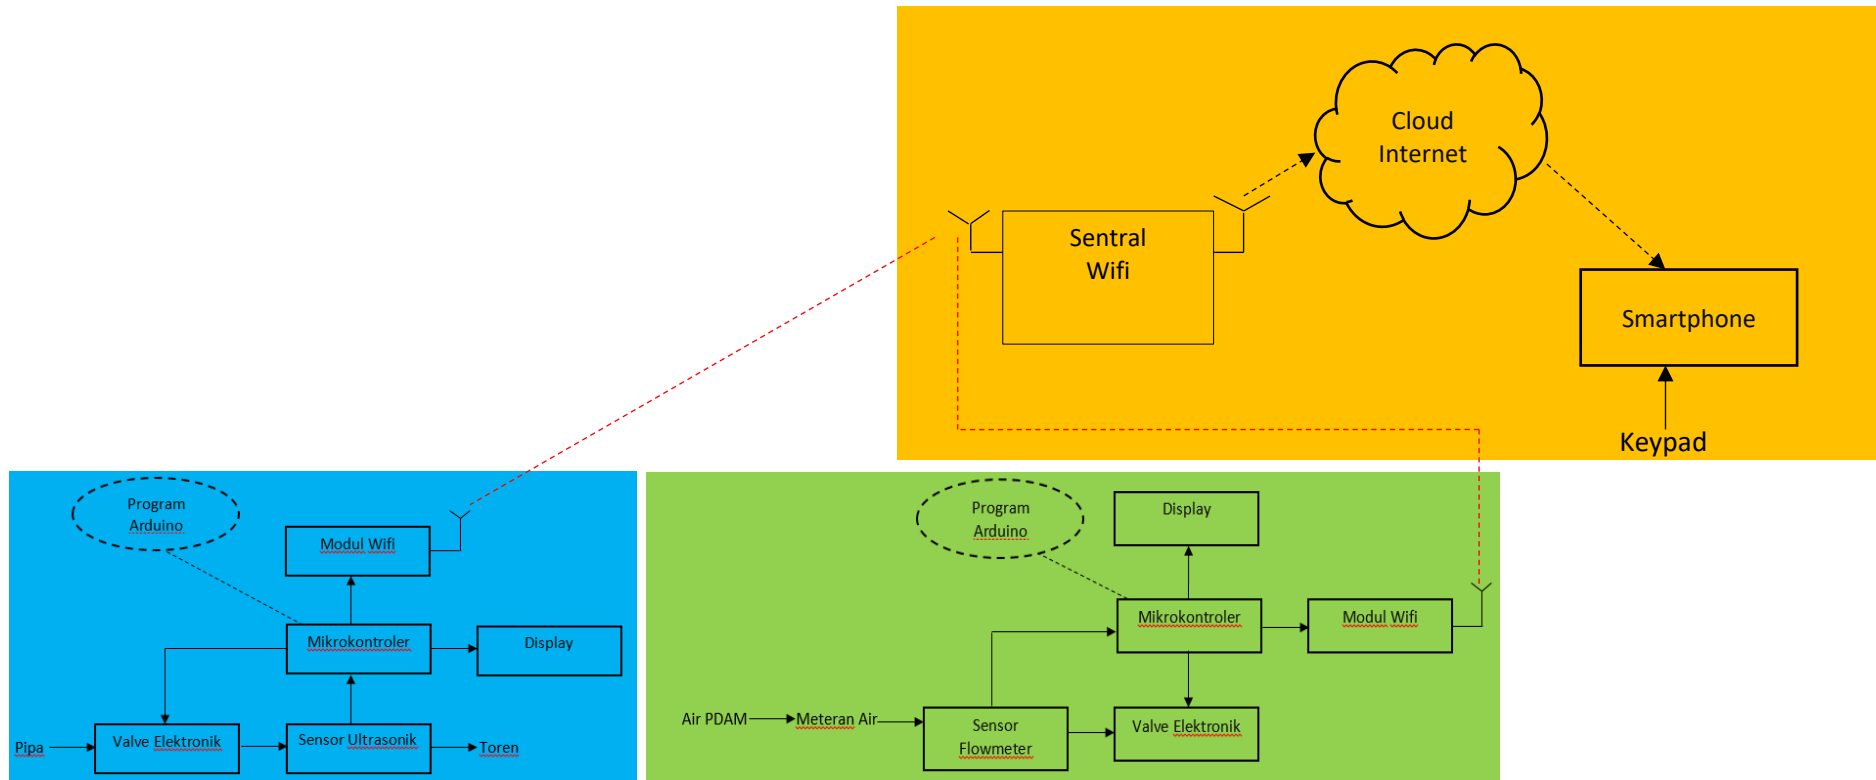 Cloud
Internet
Sentral
Wifi
Smartphone
Keypad
Program
Arduino
Modul Wifi
Mikrokontroler
Display
Pipa
Valve Elektronik
Sensor Ultrasonik
Toren
Program
Arduino
Display
Mikrokontroler
Modul Wifi
Air PDAM
Meteran Air
Sensor
Flowmeter
Valve Elektronik